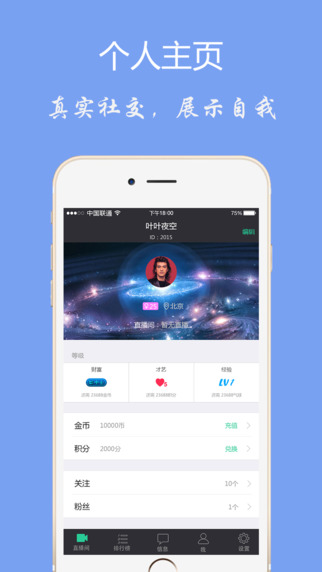 个人主页
真实社交，展示自我
中国联通
下午18:00
75%
叶叶夜空
ID：2015
编辑
北京
直播间：暂无直播
等级
财富
才艺
经验
金币 10000币
充值
积分 2000分
兑换
关注
10个
粉丝
1个
直播间
排行榜
信息
我
设置